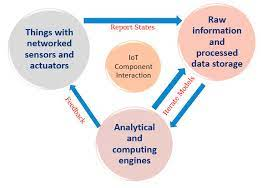 Report States
Things with
networked
sensors and
actuators
Raw
information
and
processed
data storage
IoT
Component
Interaction
Feedback
Iterate Models
Analytical
and
computing
engines